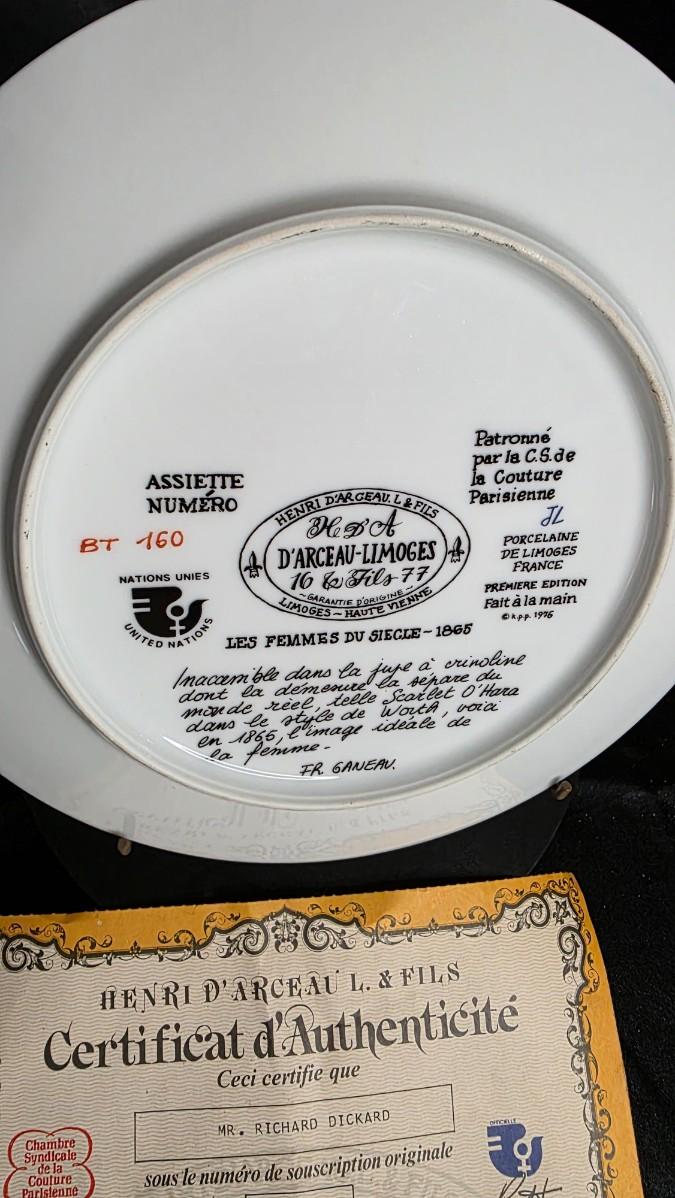 Patronné
par la C.S. de
la Couture
Parisienne
JL
ASSIETTE
NUMÉRO
BT 160
HENRI D'ARCEAU. L & FILS
H D'A
D'ARCEAU-LIMOGES
16 & Fils 77
~GARANTIE D'ORIGINE~
LIMOGES ~ HAUTE VIENNE
PORCELAINE
DE LIMOGES
FRANCE
PREMIERE EDITION
Fait à la main
© k.p.p. 1976
NATIONS UNIES
UNITED NATIONS
LES FEMMES DU SIECLE - 1865
Inaccessible dans la jupe à crinoline
dont la démesure la sépare du
monde réel, telle Scarlet O'Hara
dans le style de Worth, voici
en 1865, l'image idéale de
la femme -
FR. GANEAU.
HENRI D'ARCEAU L. & FILS
Certificat d'Authenticité
Ceci certifie que
MR. RICHARD DICKARD
sous le numéro de souscription originale
Chambre
Syndicale
de la
Couture
Parisienne
OFFICIELLE